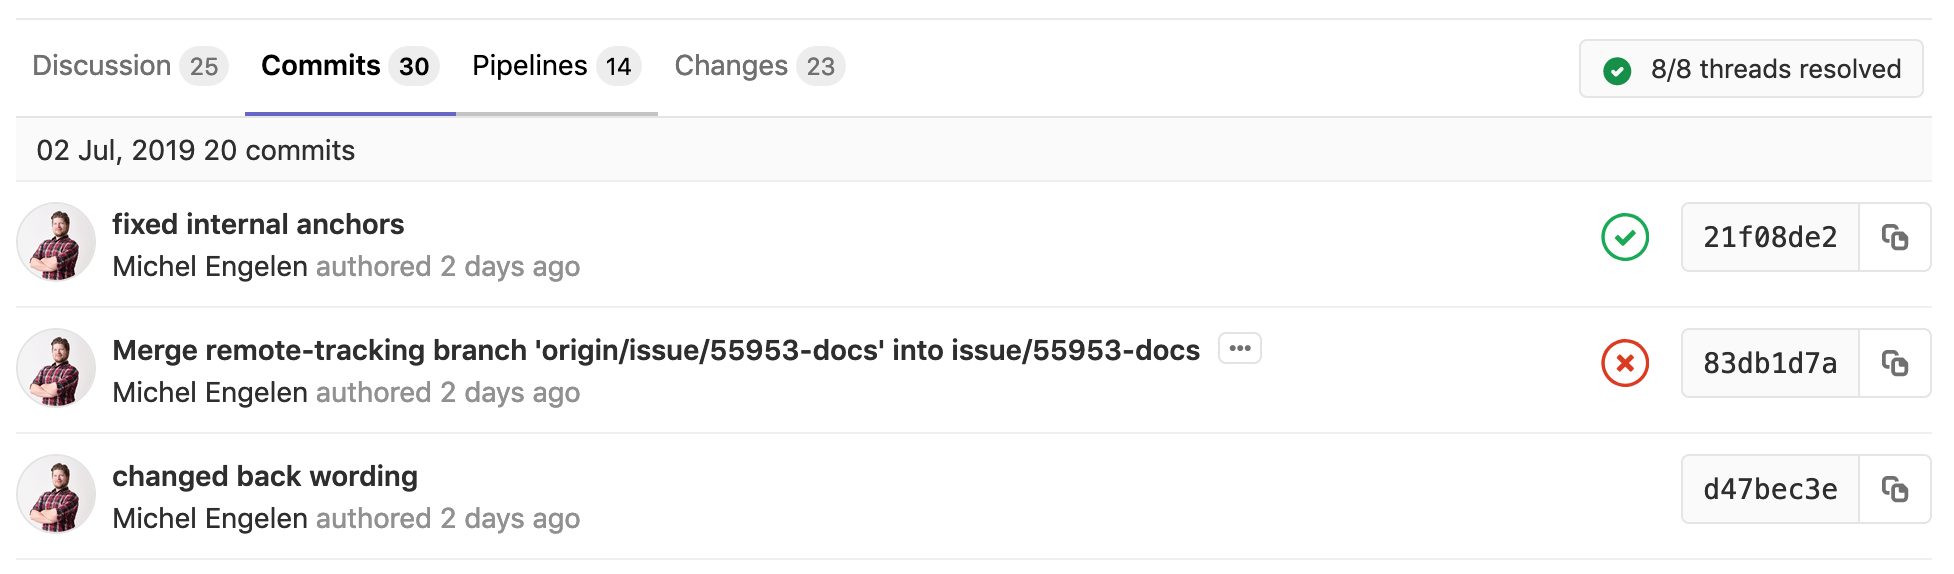 Discussion 25 Commits 30 Pipelines 14 Changes 23 8/8 threads resolved
02 Jul, 2019 20 commits
fixed internal anchors
Michel Engelen authored 2 days ago
21f08de2
Merge remote-tracking branch 'origin/issue/55953-docs' into issue/55953-docs
Michel Engelen authored 2 days ago
83db1d7a
changed back wording
Michel Engelen authored 2 days ago
d47bec3e